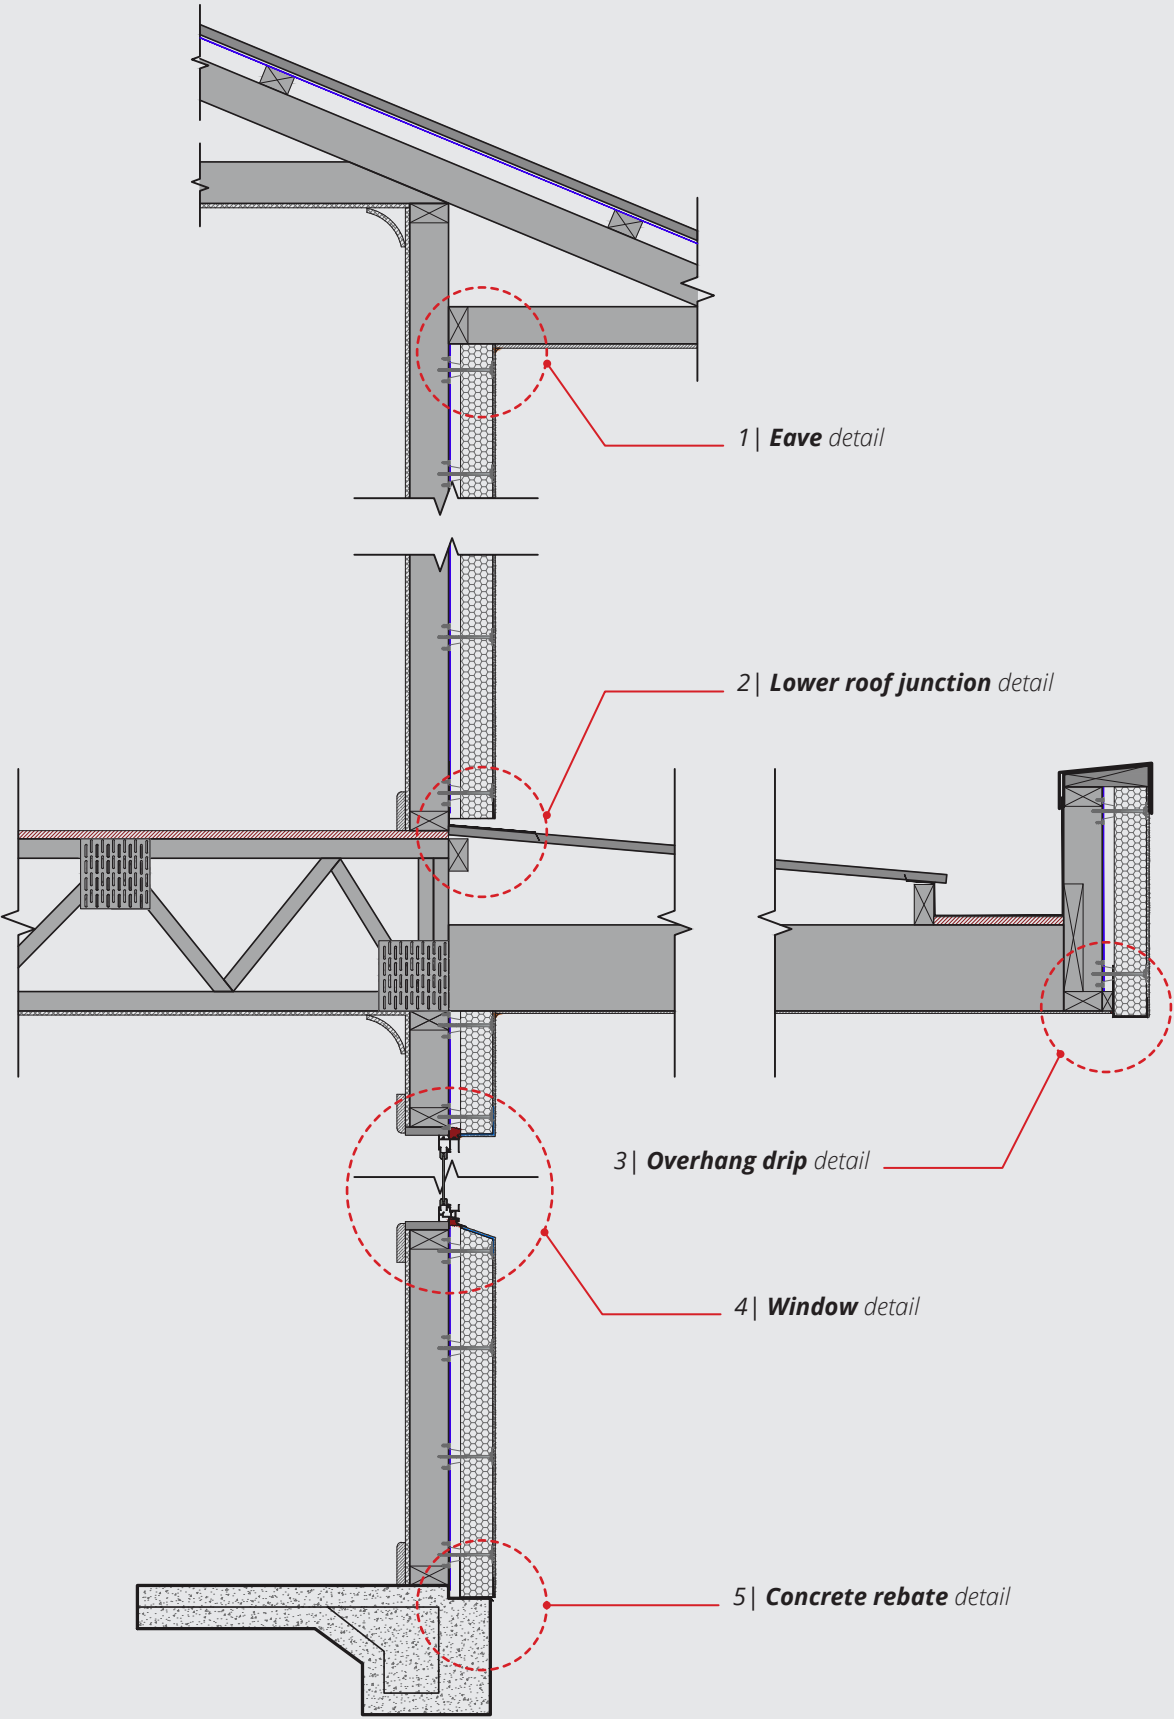 1| Eave detail
2| Lower roof junction detail
3| Overhang drip detail
4| Window detail
5| Concrete rebate detail